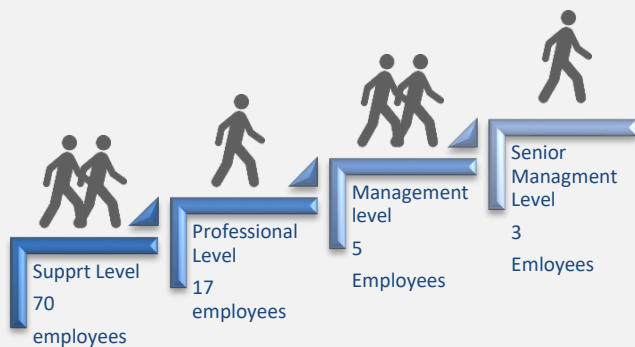 Supprt Level
70
employees
Professional
Level
17
employees
Management
level
5
Employees
Senior
Managment
Level
3
Emloyees